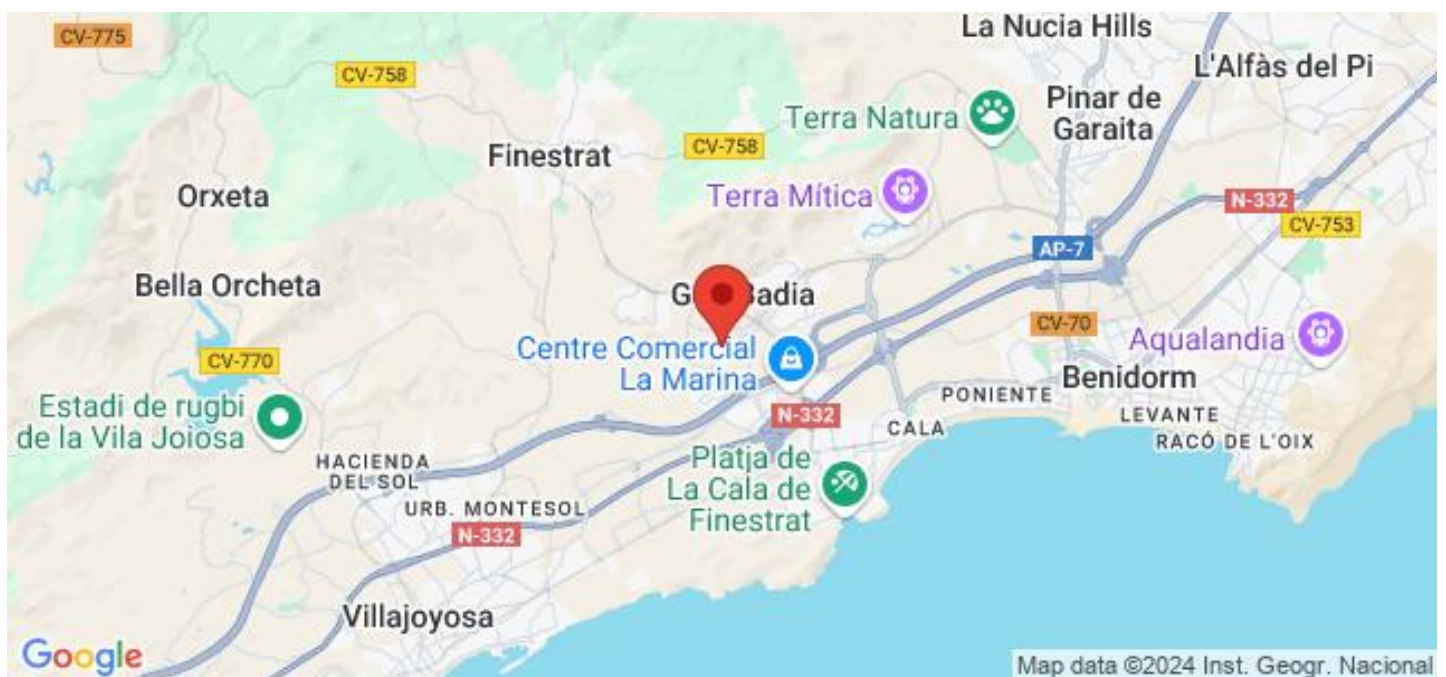 CV-775
La Nucia Hills
L'Alfàs del Pi
CV-758
Terra Natura
Pinar de
Garaita
Finestrat
CV-758
Orxeta
Terra Mítica
N-332
CV-753
AP-7
Bella Orcheta
Badia
CV-70
Centre Comercial
La Marina
Aqualandia
CV-770
Benidorm
PONIENTE
Estadi de rugbi
de la Vila Joiosa
N-332
CALA
LEVANTE
RACÓ DE L'OIX
HACIENDA
DEL SOL
Platja de
La Cala de
Finestrat
URB. MONTESOL
N-332
Villajoyosa
Google
Map data ©2024 Inst. Geogr. Nacional